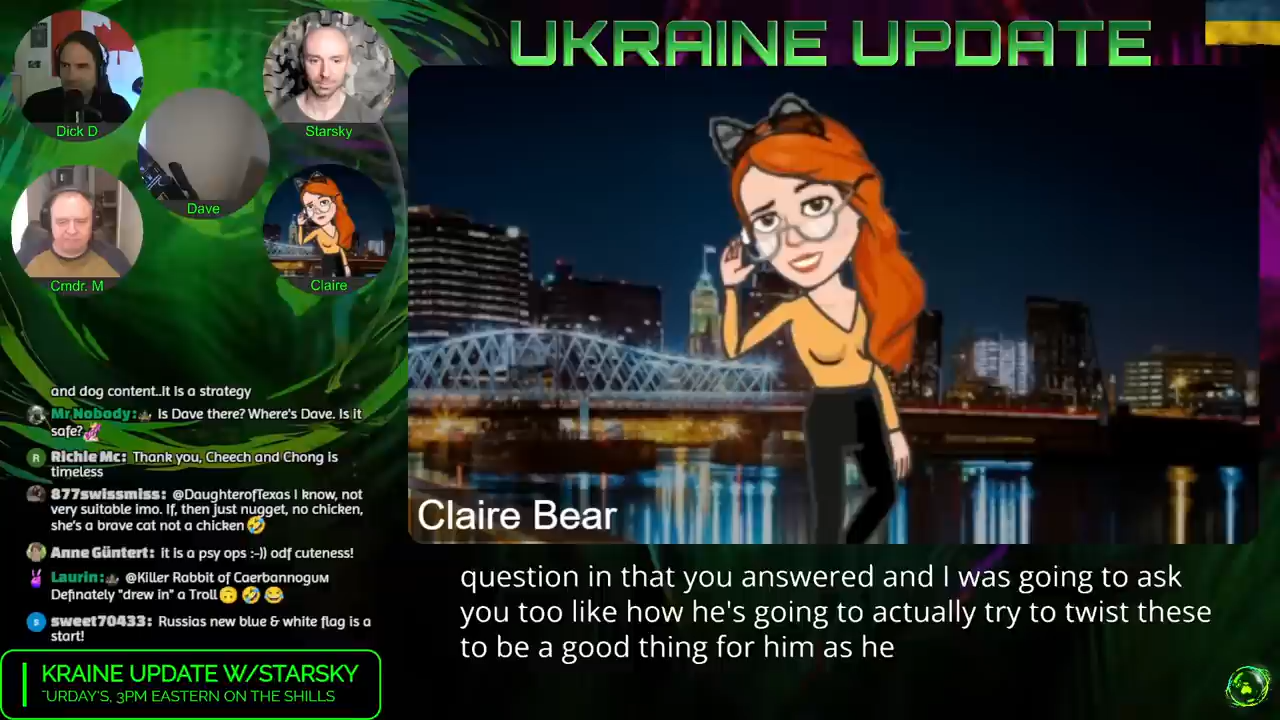 UKRAINE UPDATE
Dick D
Starsky
Dave
Cmdr. M
Claire
and dog content..it is a strategy
Mr Nobody: Is Dave there? Where's Dave. Is it
safe?
R Richie Mc: Thank you, Cheech and Chong is
timeless
877swissmiss: @DaughterofTexas I know, not
very suitable imo. If, then just nugget, no chicken,
she's a brave cat not a chicken
Anne Güntert: it is a psy ops :-)) odf cuteness!
Laurin: @Killer Rabbit of Caerbannogum
Definately "drew in" a Troll
S sweet70433: Russias new blue & white flag is a
start!
KRAINE UPDATE W/STARSKY
TURDAY'S, 3PM EASTERN ON THE SHILLS
Claire Bear
question in that you answered and I was going to ask
you too like how he's going to actually try to twist these
to be a good thing for him as he